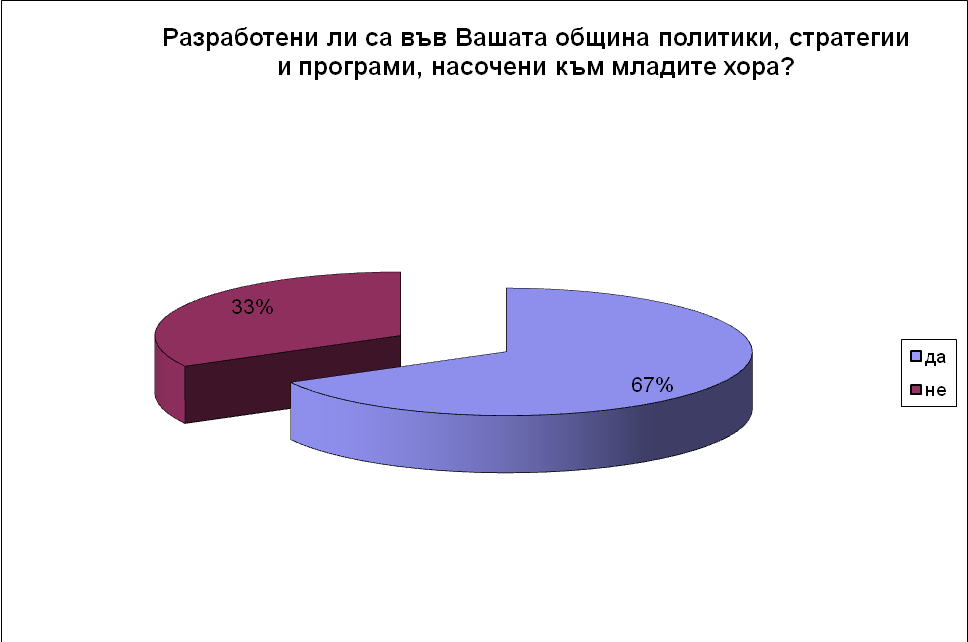 Разработени ли са във Вашата община политики, стратегии
и програми, насочени към младите хора?
33%
67%
да
не